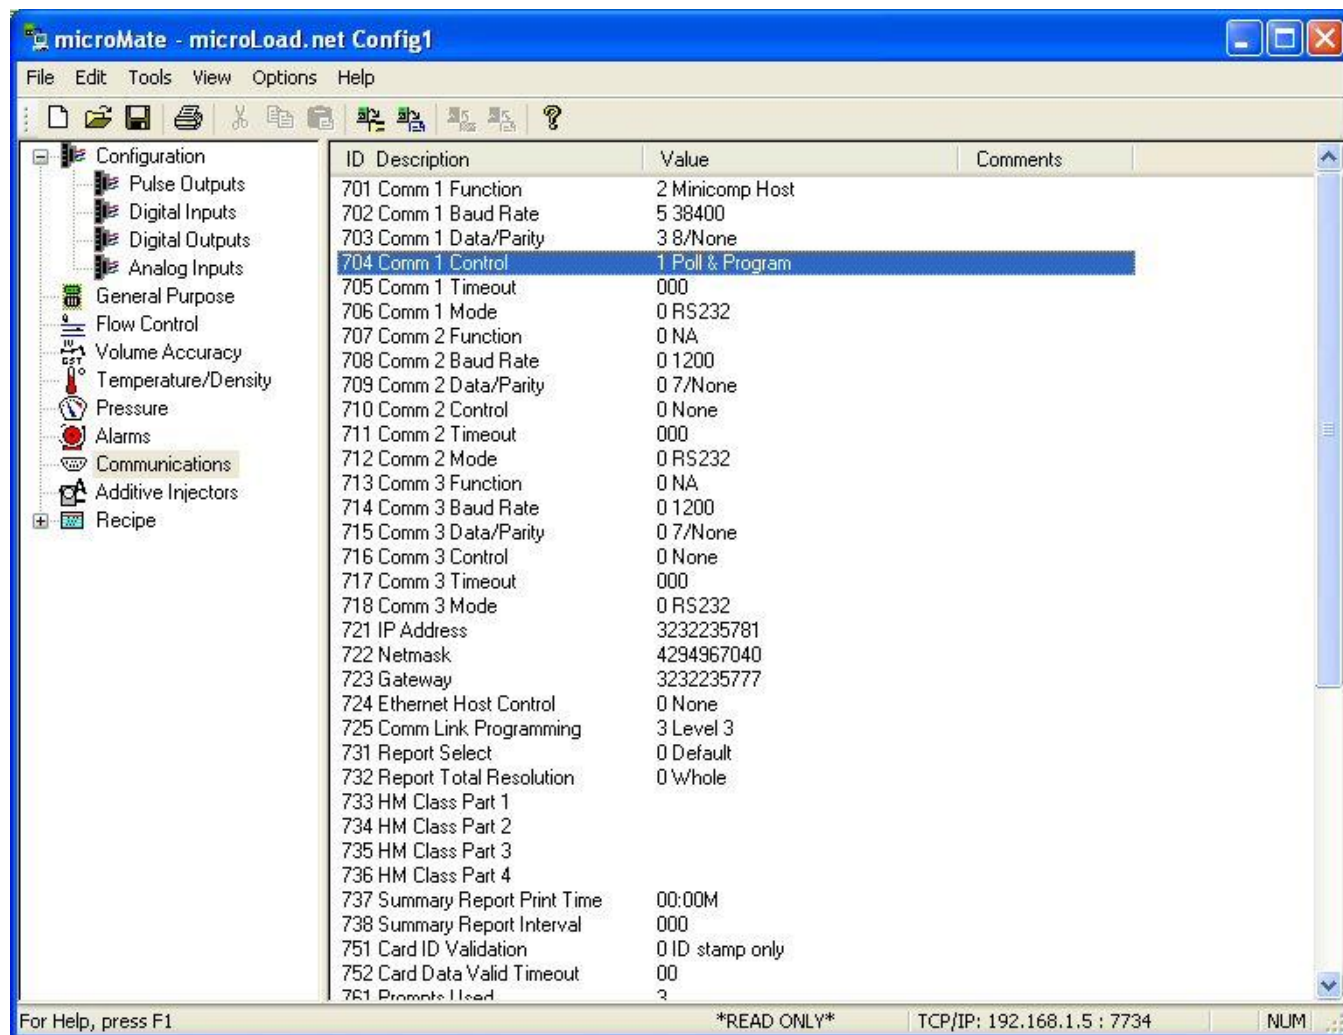 microMate - microLoad.net Config1
File Edit Tools View Options Help
Configuration
Pulse Outputs
Digital Inputs
Digital Outputs
Analog Inputs
General Purpose
Flow Control
Volume Accuracy
Temperature/Density
Pressure
Alarms
Communications
Additive Injectors
Recipe
ID Description Value Comments
701 Comm 1 Function 2 Minicomp Host
702 Comm 1 Baud Rate 5 38400
703 Comm 1 Data/Parity 3 8/None
704 Comm 1 Control 1 Poll & Program
705 Comm 1 Timeout 000
706 Comm 1 Mode 0 RS232
707 Comm 2 Function 0 NA
708 Comm 2 Baud Rate 0 1200
709 Comm 2 Data/Parity 0 7/None
710 Comm 2 Control 0 None
711 Comm 2 Timeout 000
712 Comm 2 Mode 0 RS232
713 Comm 3 Function 0 NA
714 Comm 3 Baud Rate 0 1200
715 Comm 3 Data/Parity 0 7/None
716 Comm 3 Control 0 None
717 Comm 3 Timeout 000
718 Comm 3 Mode 0 RS232
721 IP Address 3232235781
722 Netmask 4294967040
723 Gateway 3232235777
724 Ethernet Host Control 0 None
725 Comm Link Programming 3 Level 3
731 Report Select 0 Default
732 Report Total Resolution 0 Whole
733 HM Class Part 1
734 HM Class Part 2
735 HM Class Part 3
736 HM Class Part 4
737 Summary Report Print Time 00:00M
738 Summary Report Interval 000
751 Card ID Validation 0 ID stamp only
752 Card Data Valid Timeout 00
761 Prompts Used 3
For Help, press F1 *READ ONLY* TCP/IP: 192.168.1.5 : 7734 NUM